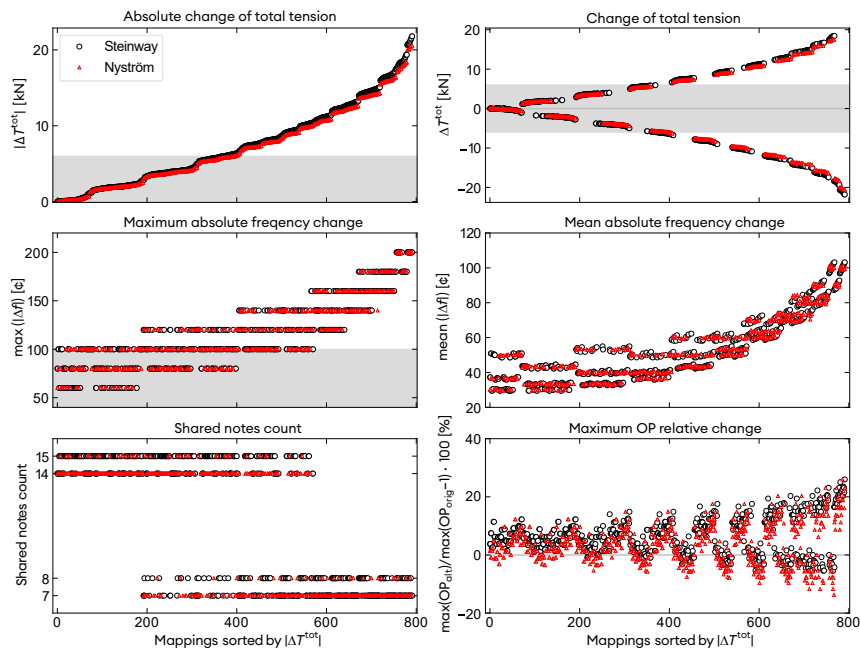 Absolute change of total tension
Change of total tension
Steinway
Nyström
|ΔT^tot| [kN]
20
10
0
ΔT^tot [kN]
20
10
0
−10
−20
Maximum absolute freqency change
Mean absolute frequency change
max (|Δf|) [¢]
200
150
100
50
mean (|Δf|) [¢]
120
100
80
60
40
20
Shared notes count
Maximum OP relative change
Shared notes count
15
14
8
7
max(OP_alt)/max(OP_orig−1) · 100 [%]
40
20
0
−20
0 200 400 600 800
0 200 400 600 800
Mappings sorted by |ΔT^tot|
Mappings sorted by |ΔT^tot|